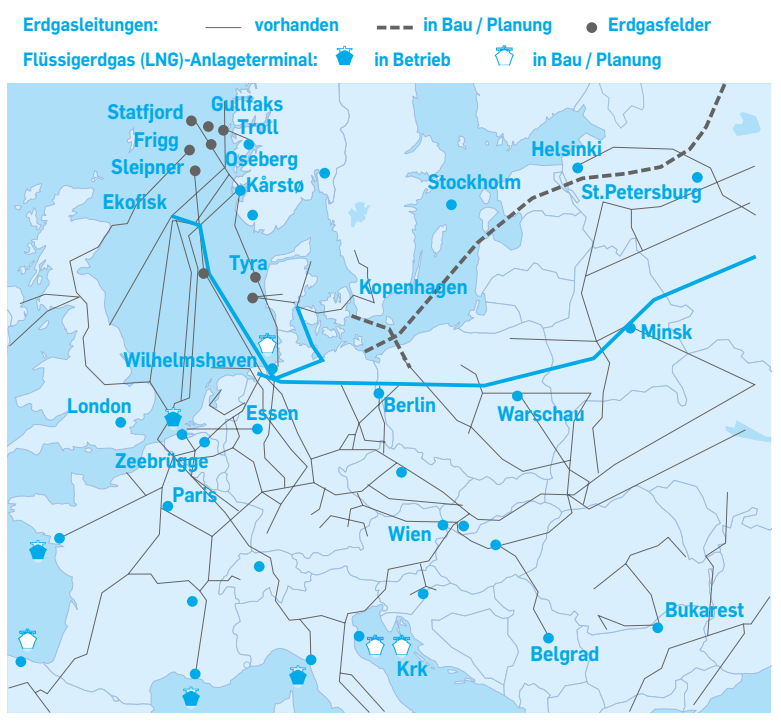 Erdgasleitungen: vorhanden in Bau / Planung Erdgasfelder
Flüssigerdgas (LNG)-Anlageterminal: in Betrieb in Bau / Planung
Gullfaks
Statfjord
Troll
Frigg
Oseberg
Sleipner
Kårstø
Ekofisk
Helsinki
Stockholm
St.Petersburg
Tyra
Kopenhagen
Minsk
Wilhelmshaven
London
Essen
Berlin
Warschau
Zeebrügge
Paris
Wien
Bukarest
Belgrad
Krk